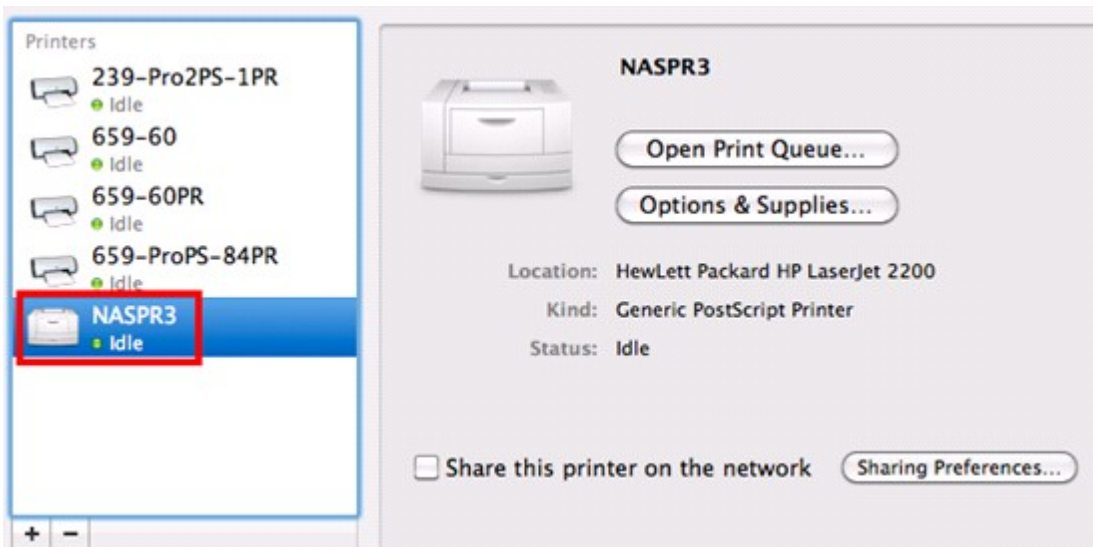 Printers
239-Pro2PS-1PR
Idle
659-60
Idle
659-60PR
Idle
659-ProPS-84PR
Idle
NASPR3
Idle
+ −
NASPR3
Open Print Queue...
Options & Supplies...
Location: HewLett Packard HP LaserJet 2200
Kind: Generic PostScript Printer
Status: Idle
Share this printer on the network Sharing Preferences...